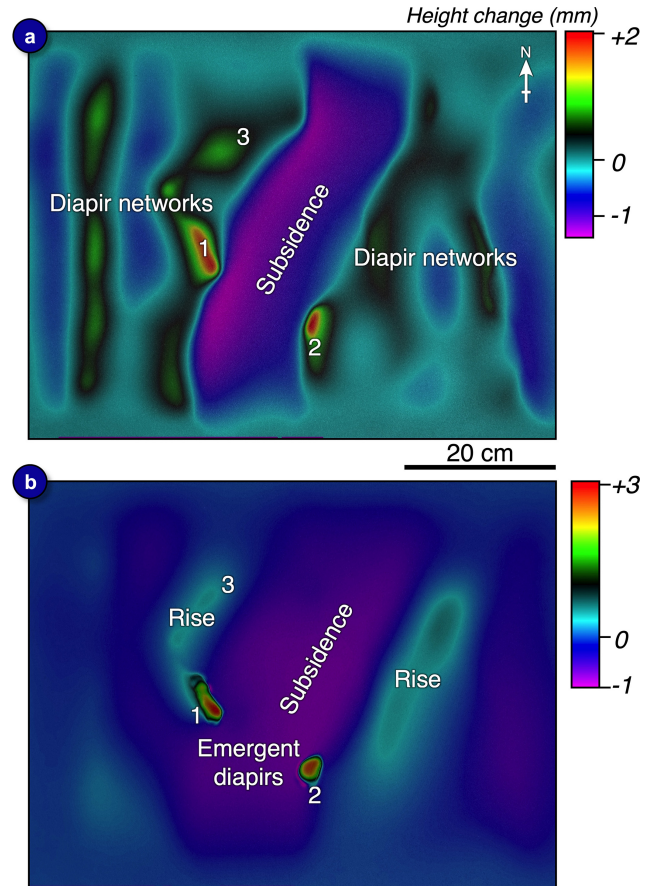 Height change (mm)
a
N
+2
0
-1
3
Diapir networks
1
Subsidence
Diapir networks
2
20 cm
b
+3
0
-1
3
Rise
Subsidence
Rise
1
Emergent
diapirs
2